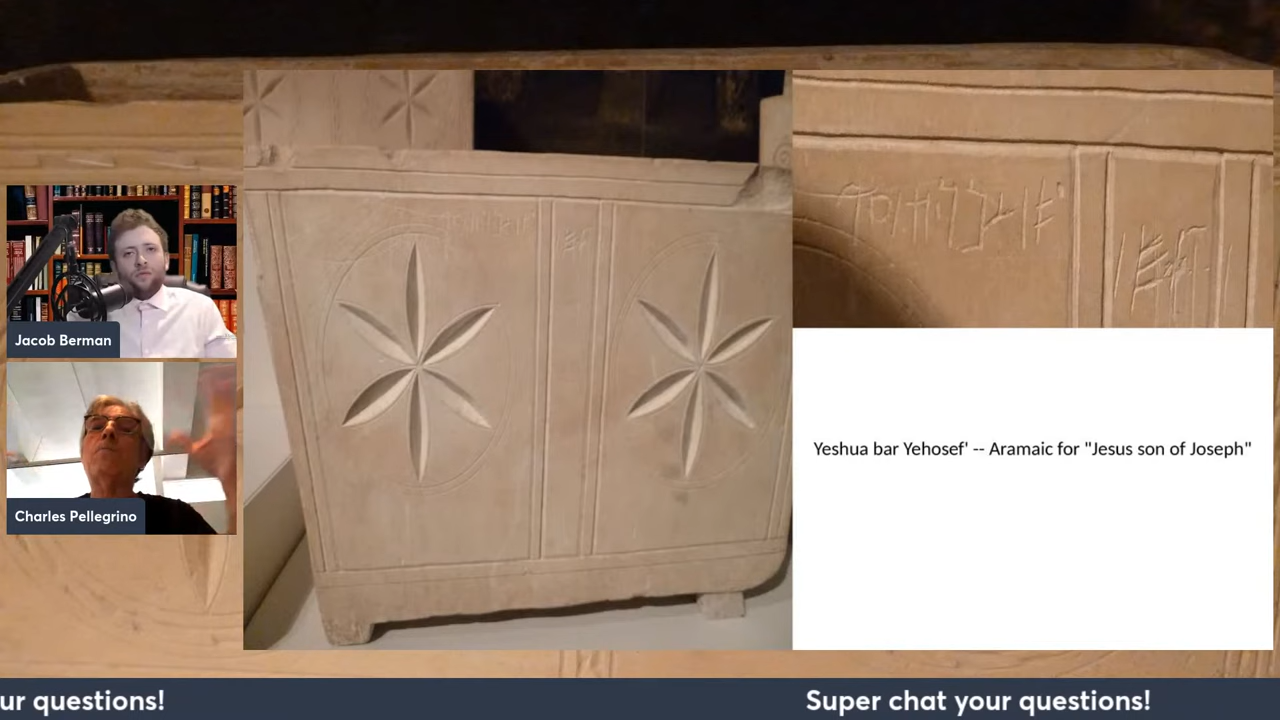 Jacob Berman
Charles Pellegrino
Yeshua bar Yehosef' -- Aramaic for "Jesus son of Joseph"
ur questions!
Super chat your questions!